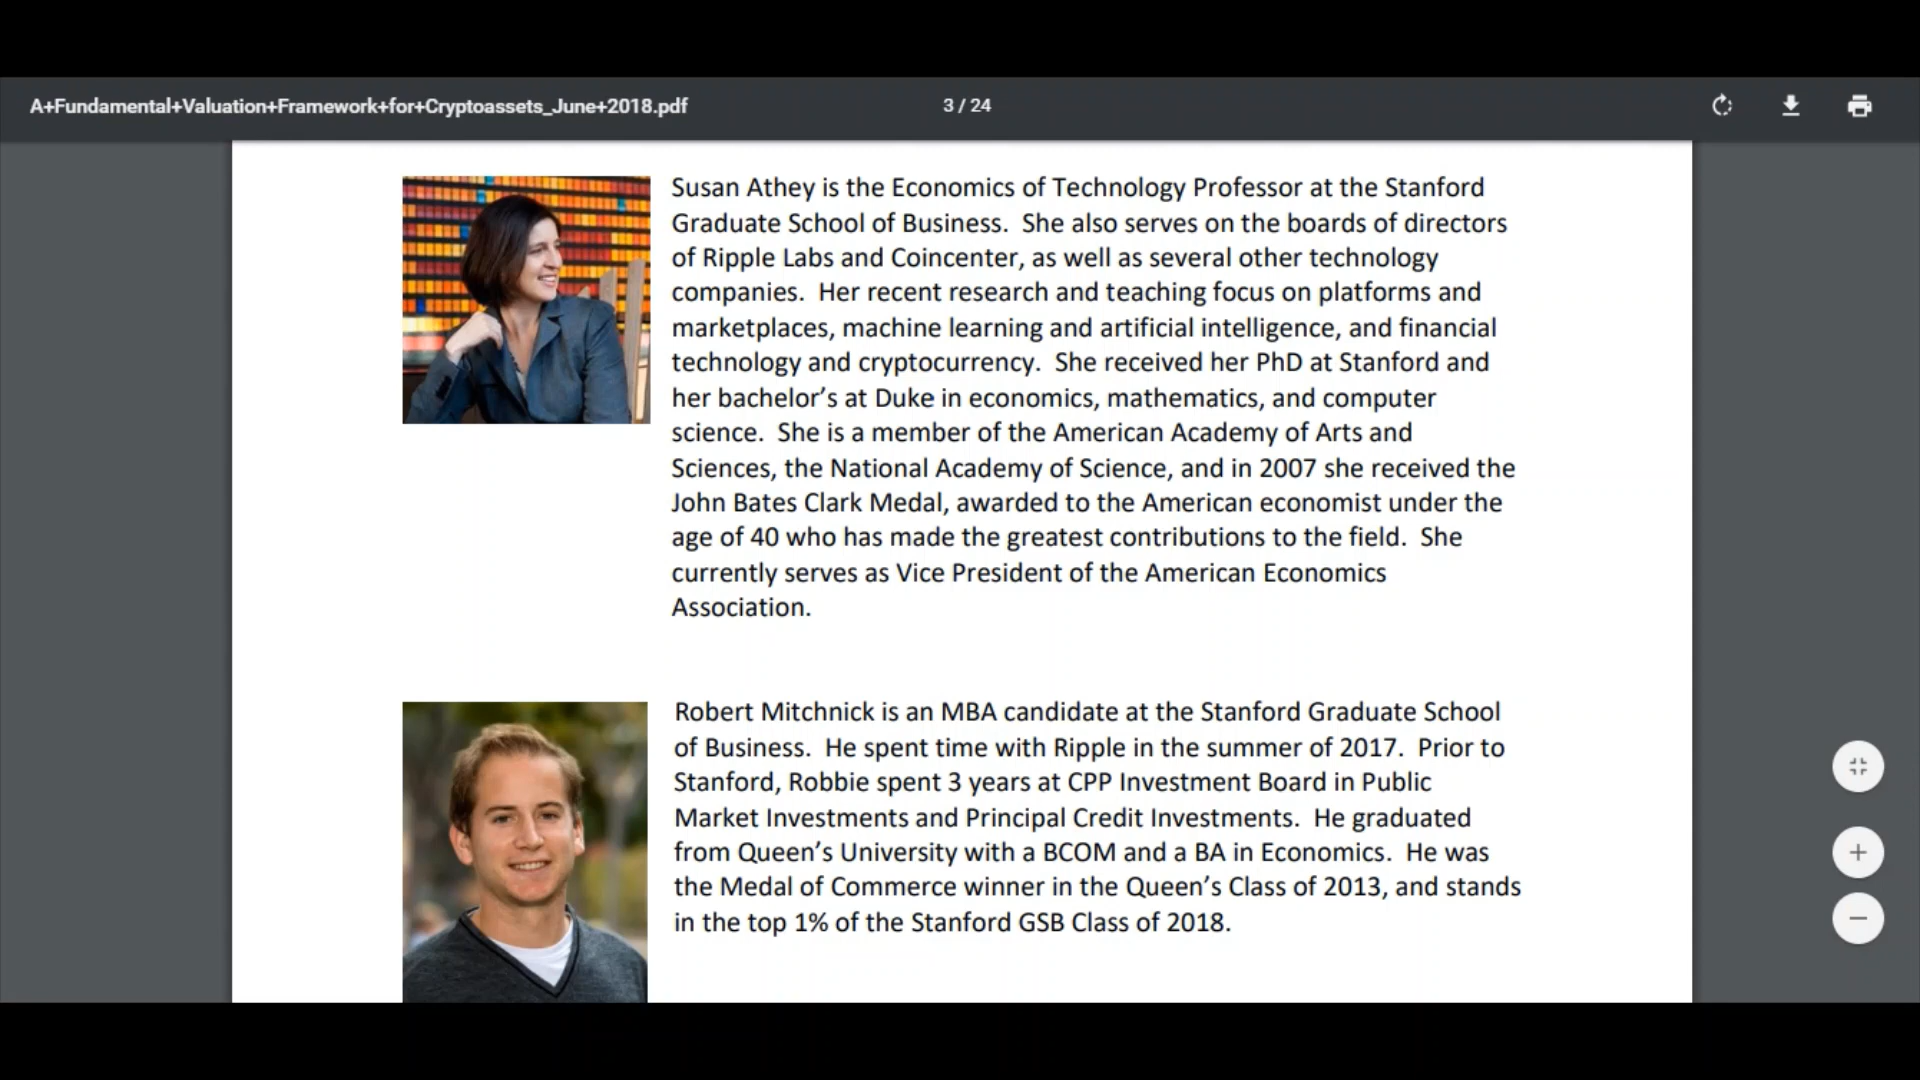 A+Fundamental+Valuation+Framework+for+Cryptoassets_June+2018.pdf
3 / 24
Susan Athey is the Economics of Technology Professor at the Stanford
Graduate School of Business.  She also serves on the boards of directors
of Ripple Labs and Coincenter, as well as several other technology
companies.  Her recent research and teaching focus on platforms and
marketplaces, machine learning and artificial intelligence, and financial
technology and cryptocurrency.  She received her PhD at Stanford and
her bachelor’s at Duke in economics, mathematics, and computer
science.  She is a member of the American Academy of Arts and
Sciences, the National Academy of Science, and in 2007 she received the
John Bates Clark Medal, awarded to the American economist under the
age of 40 who has made the greatest contributions to the field.  She
currently serves as Vice President of the American Economics
Association.
Robert Mitchnick is an MBA candidate at the Stanford Graduate School
of Business.  He spent time with Ripple in the summer of 2017.  Prior to
Stanford, Robbie spent 3 years at CPP Investment Board in Public
Market Investments and Principal Credit Investments.  He graduated
from Queen’s University with a BCOM and a BA in Economics.  He was
the Medal of Commerce winner in the Queen’s Class of 2013, and stands
in the top 1% of the Stanford GSB Class of 2018.